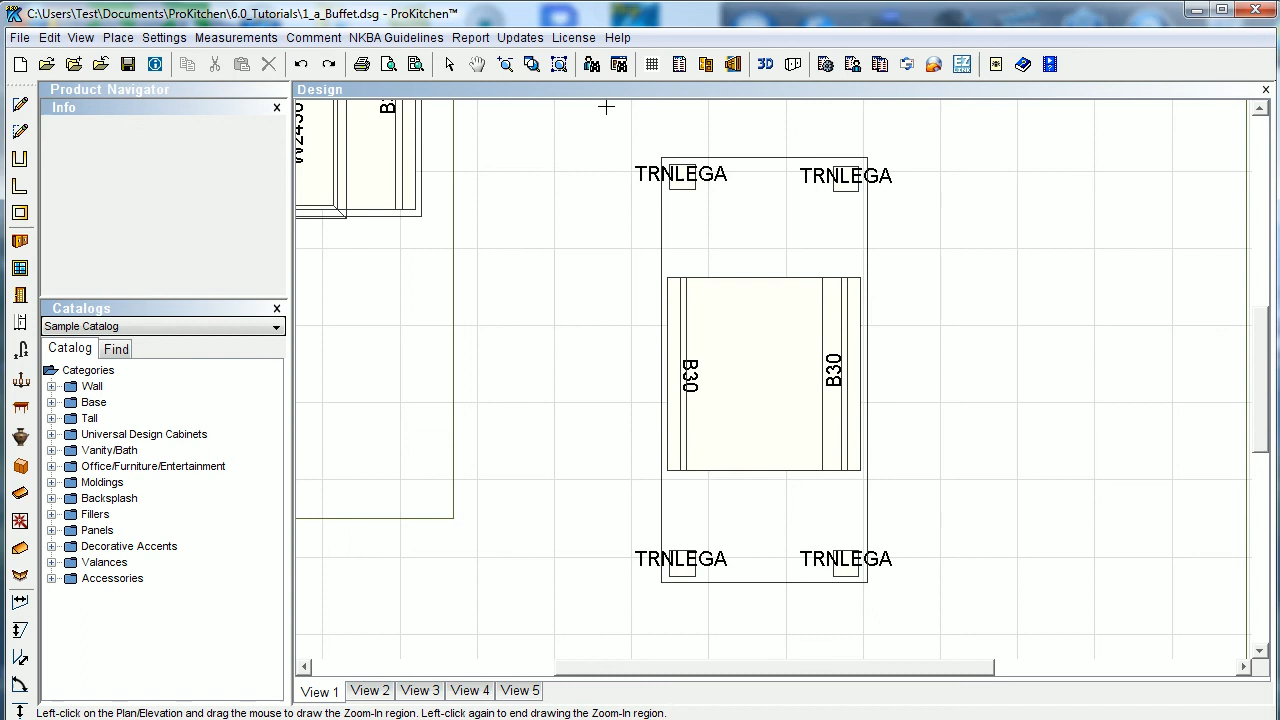 C:\Users\Test\Documents\ProKitchen\6.0_Tutorials\1_a_Buffet.dsg - ProKitchen™
File Edit View Place Settings Measurements Comment NKBA Guidelines Report Updates License Help
Product Navigator
Info
Catalogs
Sample Catalog
Catalog Find
Categories
Wall
Base
Tall
Universal Design Cabinets
Vanity/Bath
Office/Furniture/Entertainment
Moldings
Backsplash
Fillers
Panels
Decorative Accents
Valances
Accessories
Design
3D
EZ
TRNLEGA TRNLEGA
B30 B30
TRNLEGA TRNLEGA
View 1 View 2 View 3 View 4 View 5
Left-click on the Plan/Elevation and drag the mouse to draw the Zoom-In region. Left-click again to end drawing the Zoom-In region.